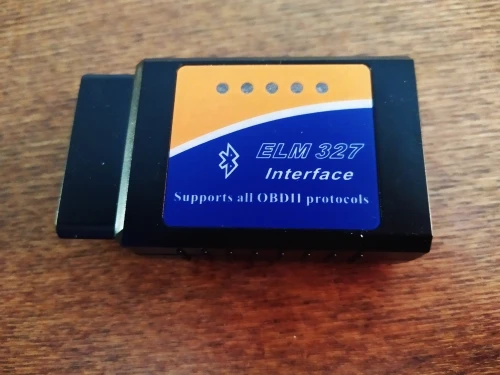 ELM 327
Interface
Supports all OBDII protocols